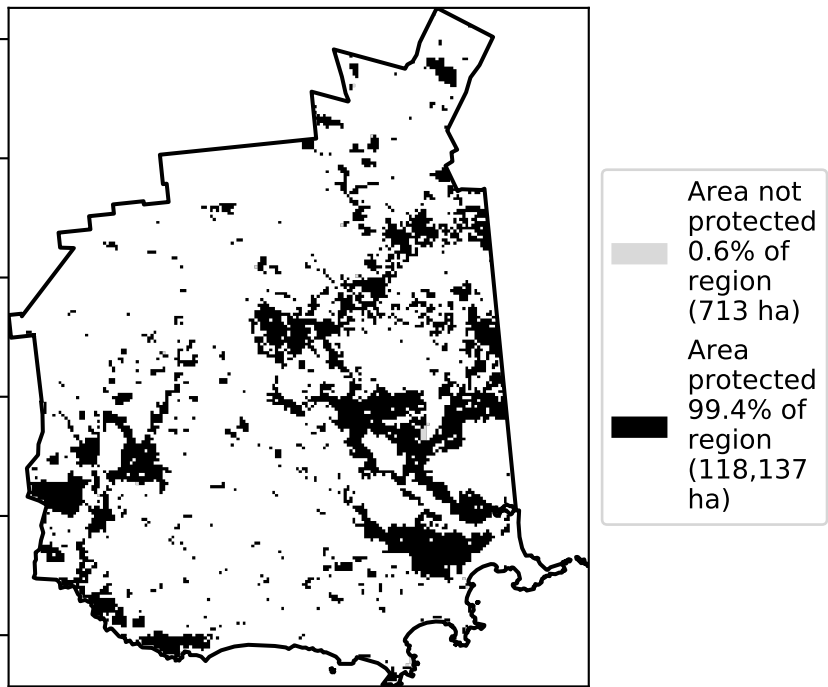 Area not
protected
0.6% of
region
(713 ha)
Area
protected
99.4% of
region
(118,137
ha)